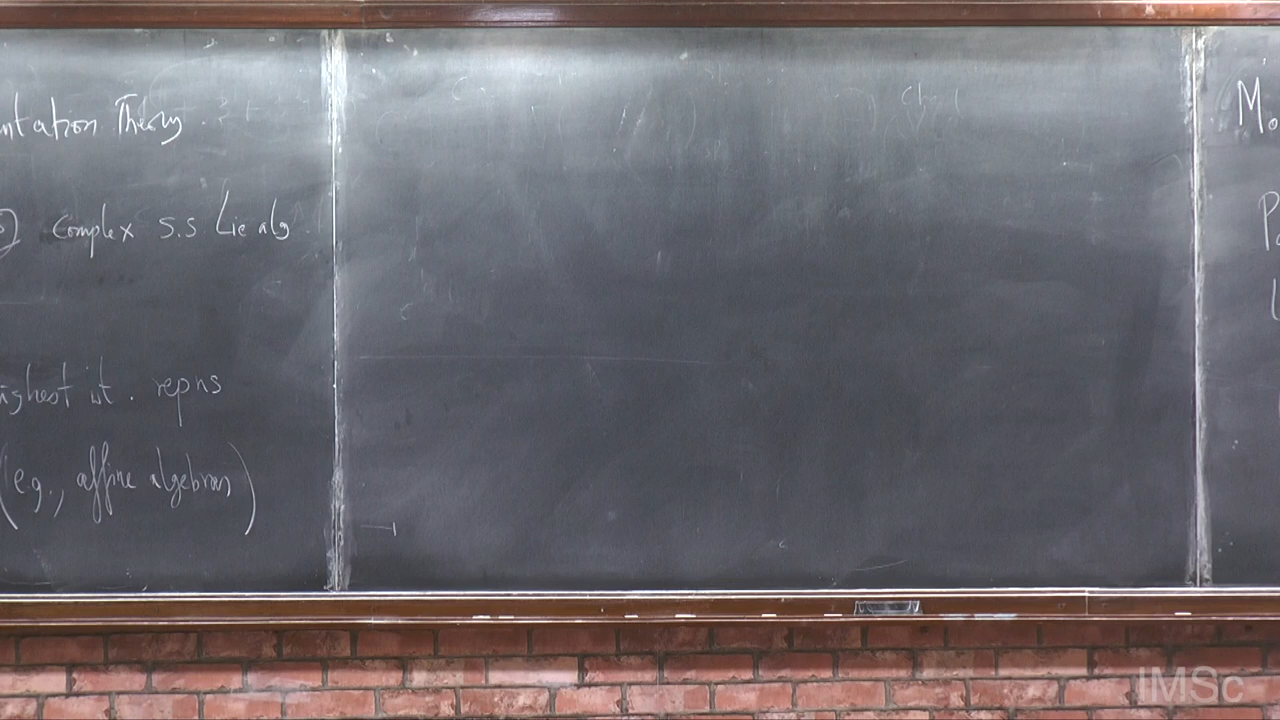 ntation Theory.
Complex s.s Lie alg.
ighest wt. repns
(eg., affine algebras)
Mo
IMSc